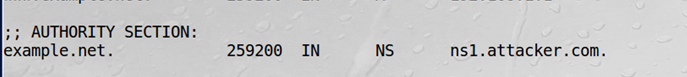 ;; AUTHORITY SECTION:
example.net. 259200 IN NS ns1.attacker.com.